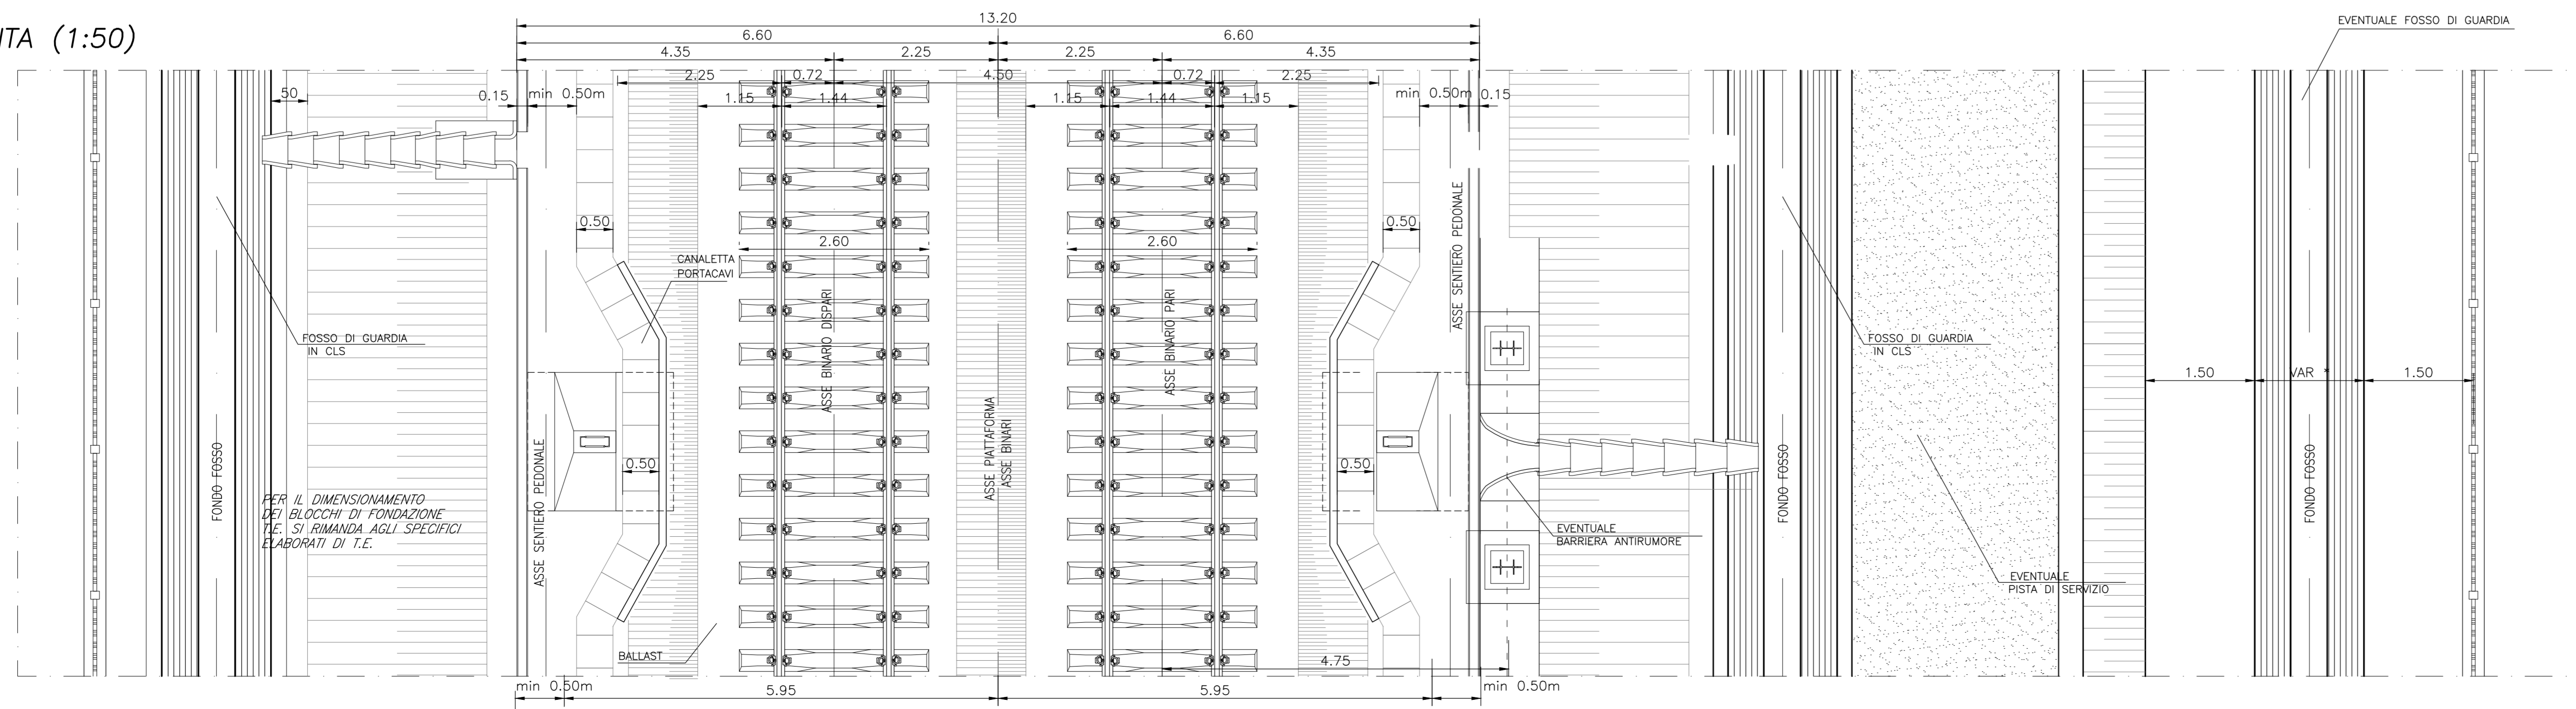 NTA (1:50)
13.20
EVENTUALE FOSSO DI GUARDIA
6.60
6.60
4.35
2.25
2.25
4.35
2.25
0.72
4.50
0.72
2.25
50
0.15
min 0.50m
1.15
1.44
1.15
1.44
1.15
min 0.50m
0.15
0.50
0.50
2.60
2.60
CANALETTA
PORTACAVI
ASSE BINARIO DISPARI
ASSE BINARIO PARI
ASSE SENTIERO PEDONALE
FOSSO DI GUARDIA
IN CLS
FOSSO DI GUARDIA
IN CLS
1.50
VAR *
1.50
ASSE PIATTAFORMA
ASSE BINARI
FONDO FOSSO
ASSE SENTIERO PEDONALE
0.50
0.50
FONDO FOSSO
FONDO FOSSO
PER IL DIMENSIONAMENTO
DEI BLOCCHI DI FONDAZIONE
T.E. SI RIMANDA AGLI SPECIFICI
ELABORATI DI T.E.
EVENTUALE
BARRIERA ANTIRUMORE
EVENTUALE
PISTA DI SERVIZIO
BALLAST
4.75
min 0.50m
5.95
5.95
min 0.50m